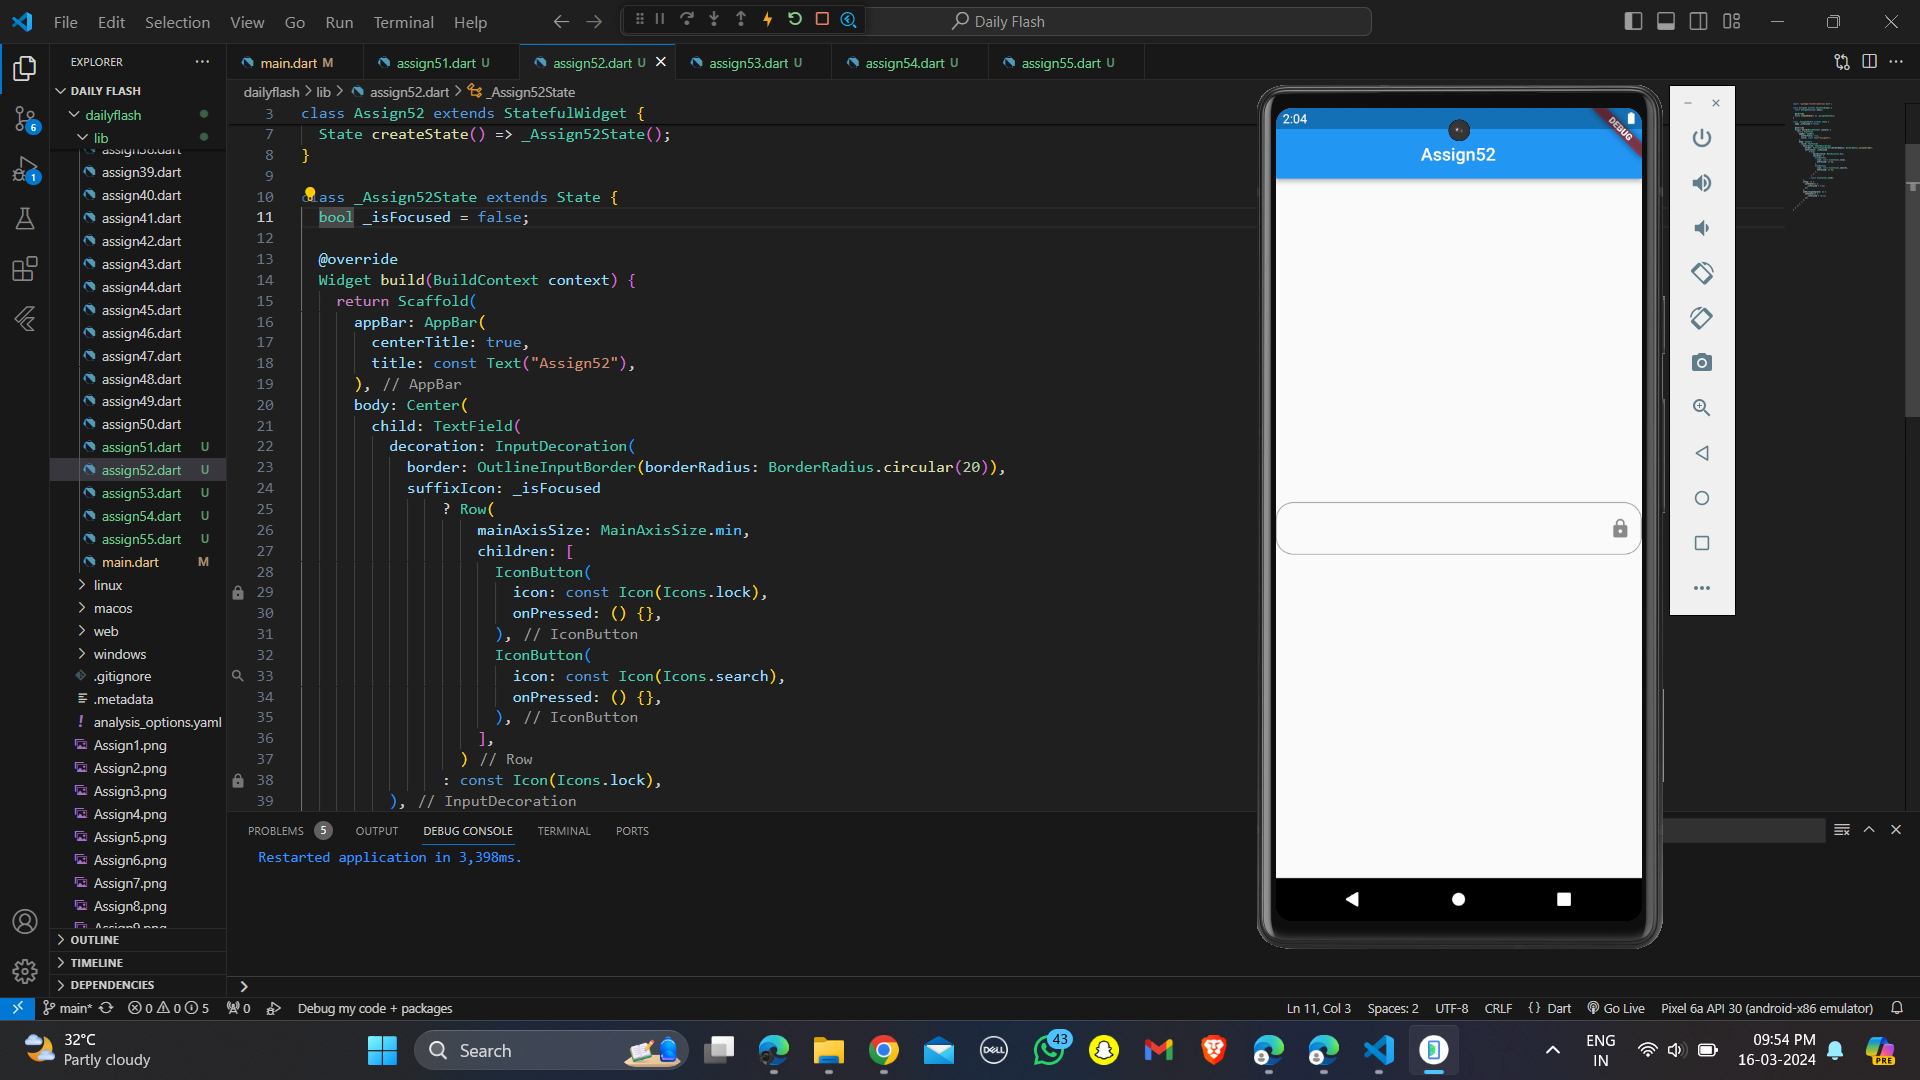 File Edit Selection View Go Run Terminal Help
Daily Flash
EXPLORER
main.dart M
assign51.dart U
assign52.dart U
assign53.dart U
assign54.dart U
assign55.dart U
DAILY FLASH
dailyflash
lib
assign38.dart
assign39.dart
assign40.dart
assign41.dart
assign42.dart
assign43.dart
assign44.dart
assign45.dart
assign46.dart
assign47.dart
assign48.dart
assign49.dart
assign50.dart
assign51.dart U
assign52.dart U
assign53.dart U
assign54.dart U
assign55.dart U
main.dart M
linux
macos
web
windows
.gitignore
.metadata
analysis_options.yaml
Assign1.png
Assign2.png
Assign3.png
Assign4.png
Assign5.png
Assign6.png
Assign7.png
Assign8.png
Assign9.png
OUTLINE
TIMELINE
DEPENDENCIES
6
1
dailyflash > lib > assign52.dart > _Assign52State
3 class Assign52 extends StatefulWidget {
7 State createState() => _Assign52State();
8 }
9
10 class _Assign52State extends State {
11 bool _isFocused = false;
12
13 @override
14 Widget build(BuildContext context) {
15 return Scaffold(
16 appBar: AppBar(
17 centerTitle: true,
18 title: const Text("Assign52"),
19 ), // AppBar
20 body: Center(
21 child: TextField(
22 decoration: InputDecoration(
23 border: OutlineInputBorder(borderRadius: BorderRadius.circular(20)),
24 suffixIcon: _isFocused
25 ? Row(
26 mainAxisSize: MainAxisSize.min,
27 children: [
28 IconButton(
29 icon: const Icon(Icons.lock),
30 onPressed: () {},
31 ), // IconButton
32 IconButton(
33 icon: const Icon(Icons.search),
34 onPressed: () {},
35 ), // IconButton
36 ],
37 ) // Row
38 : const Icon(Icons.lock),
39 ), // InputDecoration
2:04
DEBUG
Assign52
PROBLEMS 5 OUTPUT DEBUG CONSOLE TERMINAL PORTS
Restarted application in 3,398ms.
main* 0 0 5 0 Debug my code + packages
Ln 11, Col 3 Spaces: 2 UTF-8 CRLF {} Dart Go Live Pixel 6a API 30 (android-x86 emulator)
32°C
Partly cloudy
Search
DELL
43
ENG
IN
09:54 PM
16-03-2024
PRE